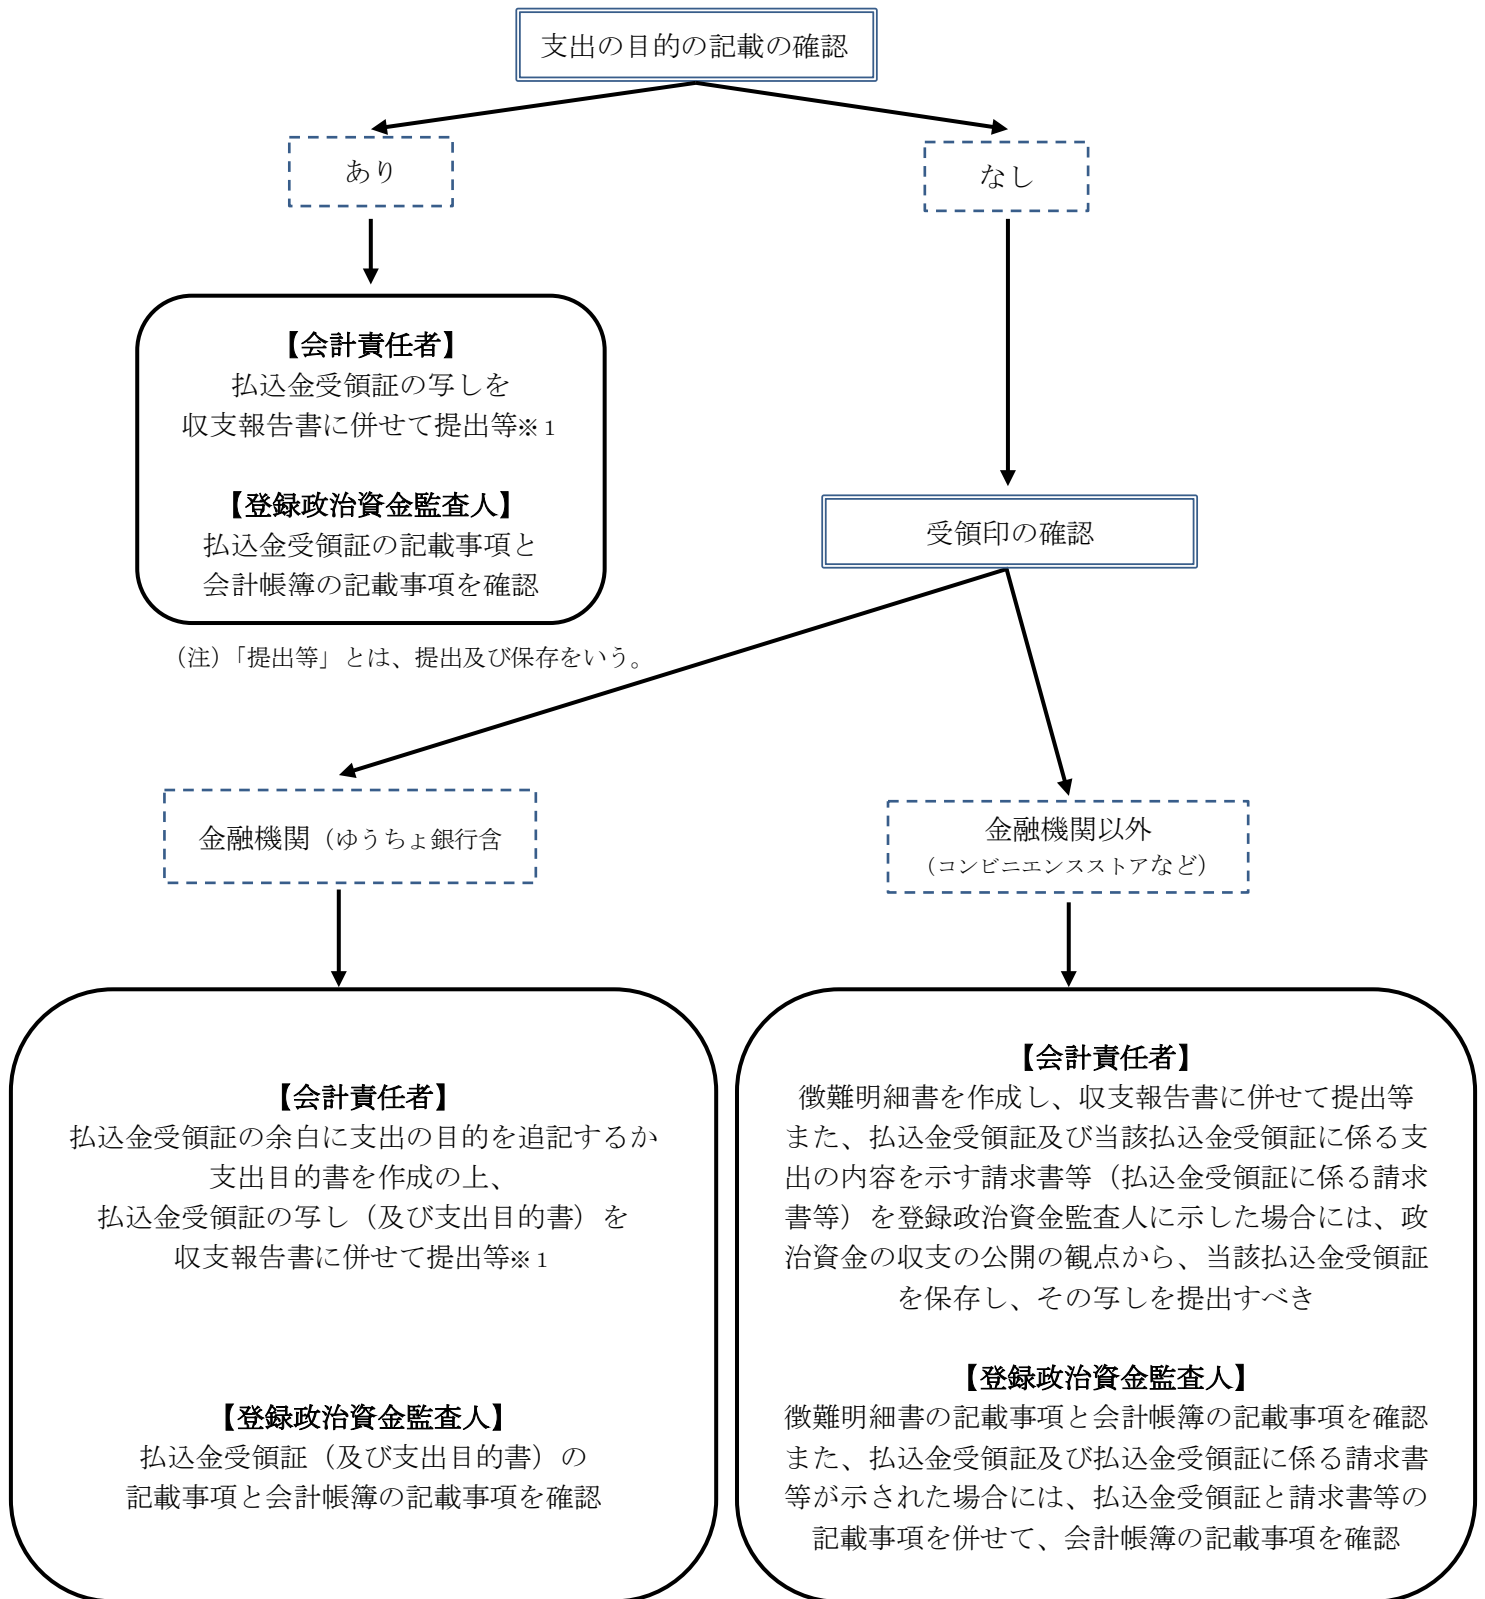 支出の目的の記載の確認
あり
なし
【会計責任者】
払込金受領証の写しを
収支報告書に併せて提出等※1
【登録政治資金監査人】
払込金受領証の記載事項と
会計帳簿の記載事項を確認
（注）「提出等」とは、提出及び保存をいう。
受領印の確認
金融機関（ゆうちょ銀行含
金融機関以外
（コンビニエンスストアなど）
【会計責任者】
払込金受領証の余白に支出の目的を追記するか
支出目的書を作成の上、
払込金受領証の写し（及び支出目的書）を
収支報告書に併せて提出等※1
【登録政治資金監査人】
払込金受領証（及び支出目的書）の
記載事項と会計帳簿の記載事項を確認
【会計責任者】
徴難明細書を作成し、収支報告書に併せて提出等
また、払込金受領証及び当該払込金受領証に係る支
出の内容を示す請求書等（払込金受領証に係る請求
書等）を登録政治資金監査人に示した場合には、政
治資金の収支の公開の観点から、当該払込金受領証
を保存し、その写しを提出すべき
【登録政治資金監査人】
徴難明細書の記載事項と会計帳簿の記載事項を確認
また、払込金受領証及び払込金受領証に係る請求書
等が示された場合には、払込金受領証と請求書等の
記載事項を併せて、会計帳簿の記載事項を確認